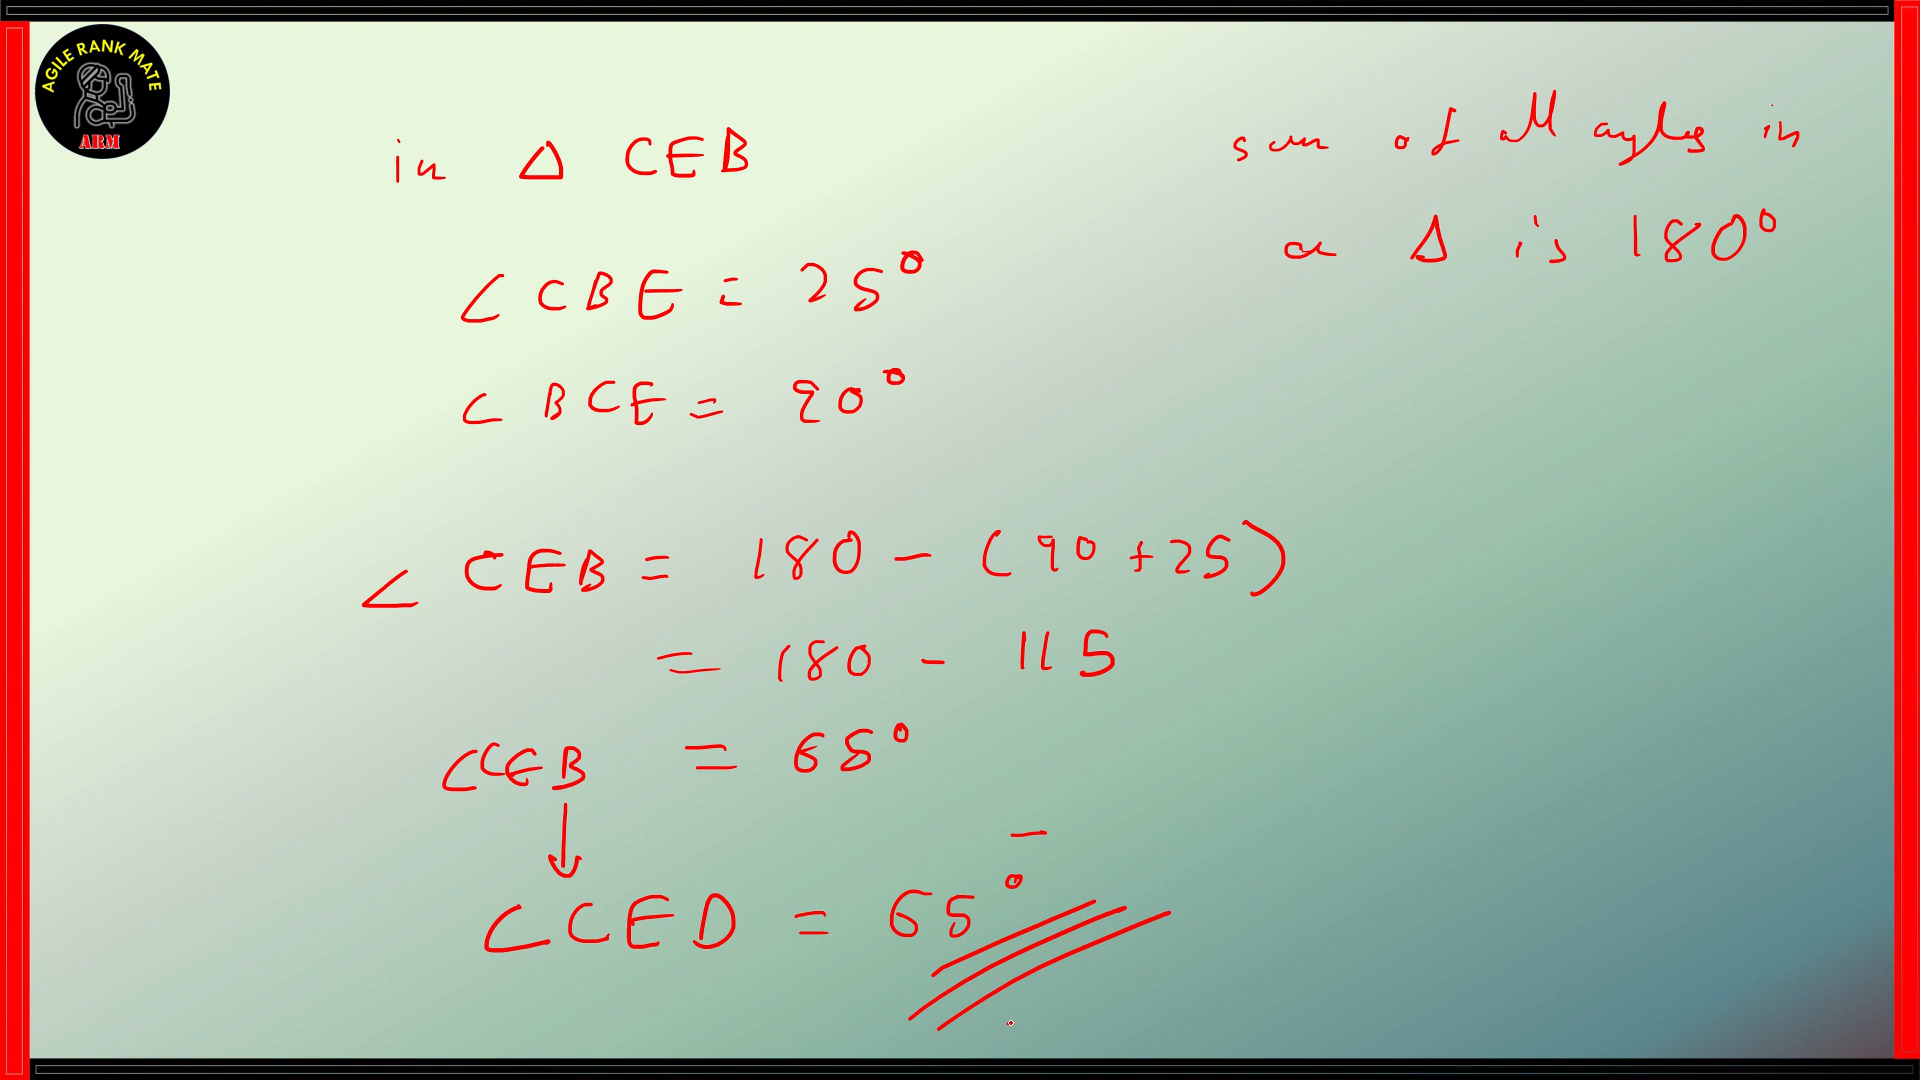 AGILE RANK MATE
ARM
in Δ CEB
sum of all angles in
a Δ is 180°
∠CBE = 25°
∠BCE = 90°
∠CEB = 180 - (90 + 25)
= 180 - 115
∠CEB = 65°
∠CED = 65°